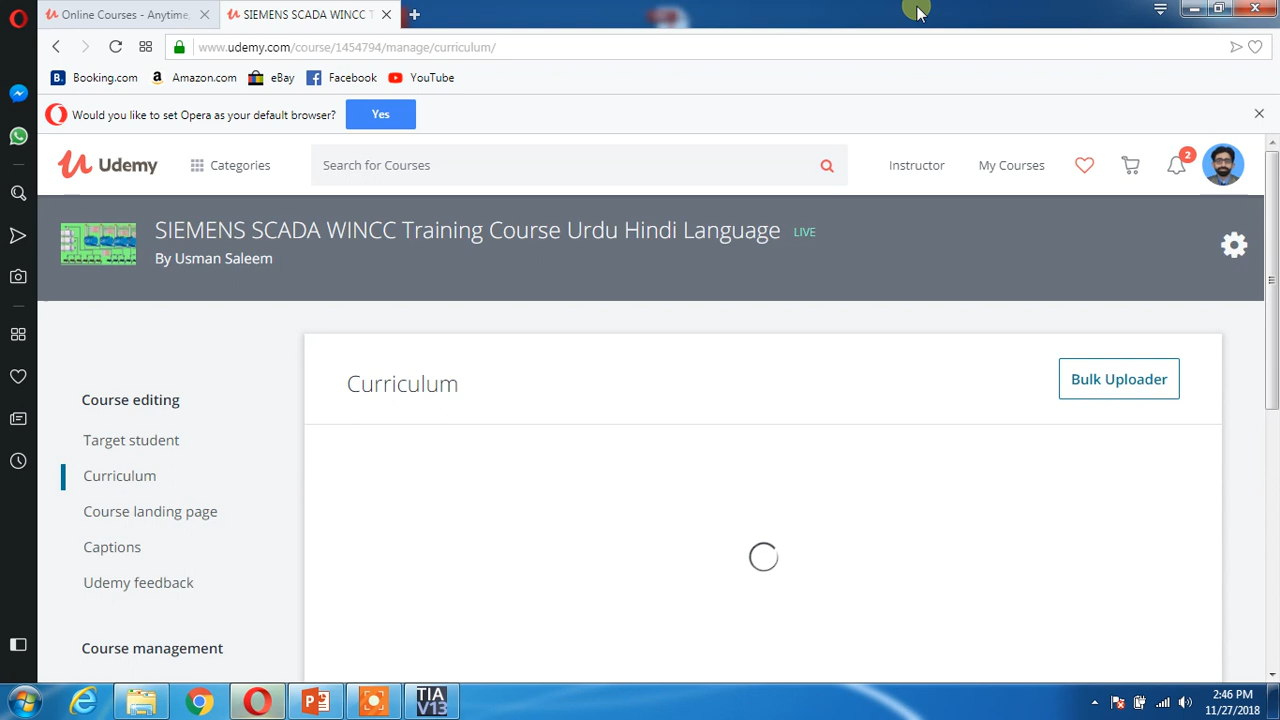 Online Courses - Anytime,
SIEMENS SCADA WINCC T
www.udemy.com/course/1454794/manage/curriculum/
B. Booking.com
a Amazon.com
eBay
Facebook
YouTube
Would you like to set Opera as your default browser?
Yes
Udemy
Categories
Search for Courses
Instructor
My Courses
2
SIEMENS SCADA WINCC Training Course Urdu Hindi Language LIVE
By Usman Saleem
Curriculum
Bulk Uploader
Course editing
Target student
Curriculum
Course landing page
Captions
Udemy feedback
Course management
TIA
V13
2:46 PM
11/27/2018